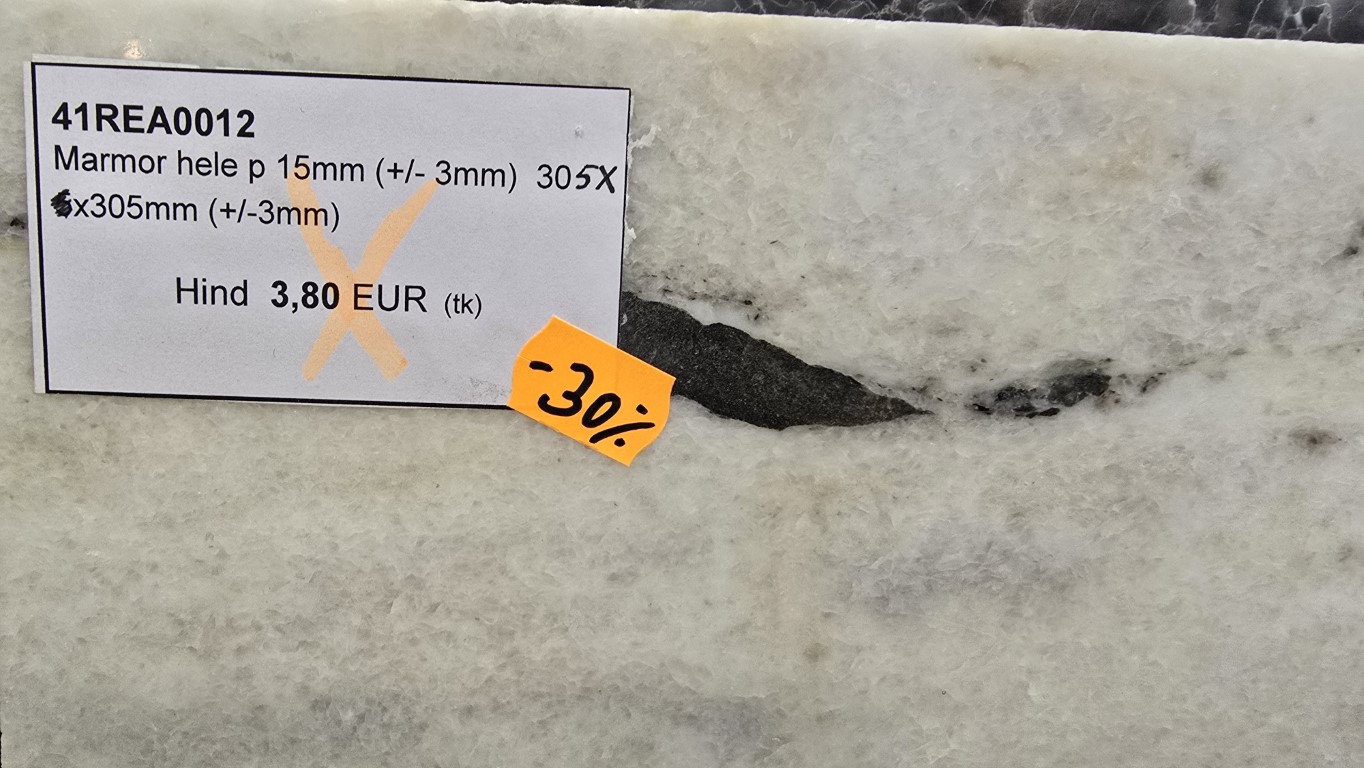 41REA0012
Marmor hele p 15mm (+/- 3mm) 305X
x305mm (+/-3mm)
Hind 3,80 EUR (tk)
-30%